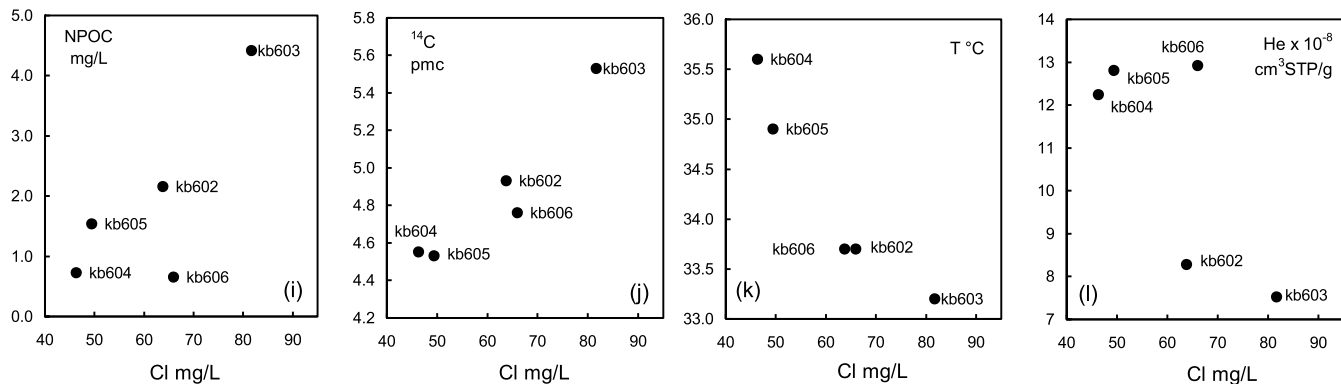 5.0
4.0
3.0
2.0
1.0
0.0
NPOC
mg/L
kb603
kb602
kb605
kb604
kb606
(i)
40 50 60 70 80 90
Cl mg/L
5.8
5.6
5.4
5.2
5.0
4.8
4.6
4.4
4.2
¹⁴C
pmc
kb603
kb602
kb606
kb604
kb605
(j)
40 50 60 70 80 90
Cl mg/L
36.0
35.5
35.0
34.5
34.0
33.5
33.0
T °C
kb604
kb605
kb606
kb602
kb603
(k)
40 50 60 70 80 90
Cl mg/L
14
13
12
11
10
9
8
7
He x 10⁻⁸
cm³STP/g
kb606
kb605
kb604
kb602
kb603
(l)
40 50 60 70 80 90
Cl mg/L